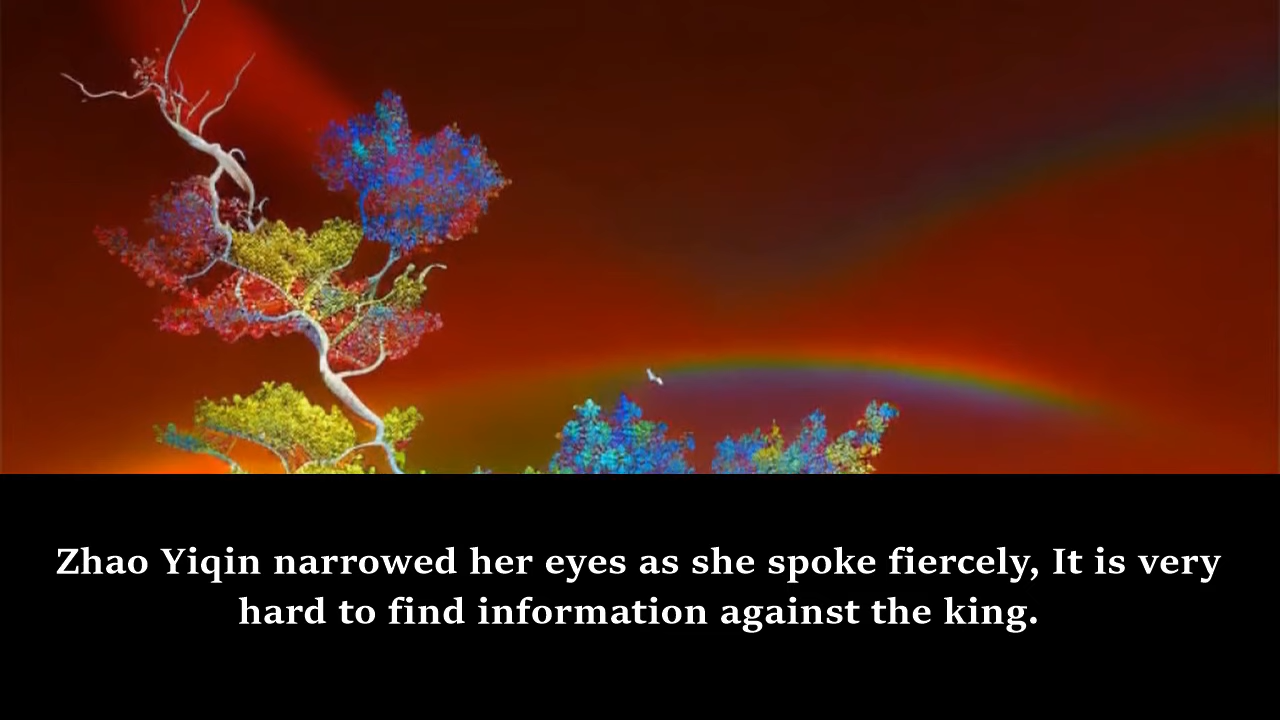 Zhao Yiqin narrowed her eyes as she spoke fiercely, It is very
hard to find information against the king.